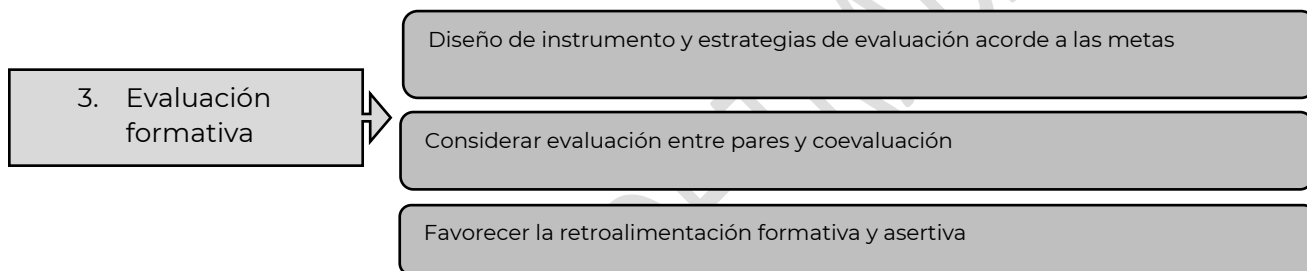 3. Evaluación
formativa
Diseño de instrumento y estrategias de evaluación acorde a las metas
Considerar evaluación entre pares y coevaluación
Favorecer la retroalimentación formativa y asertiva